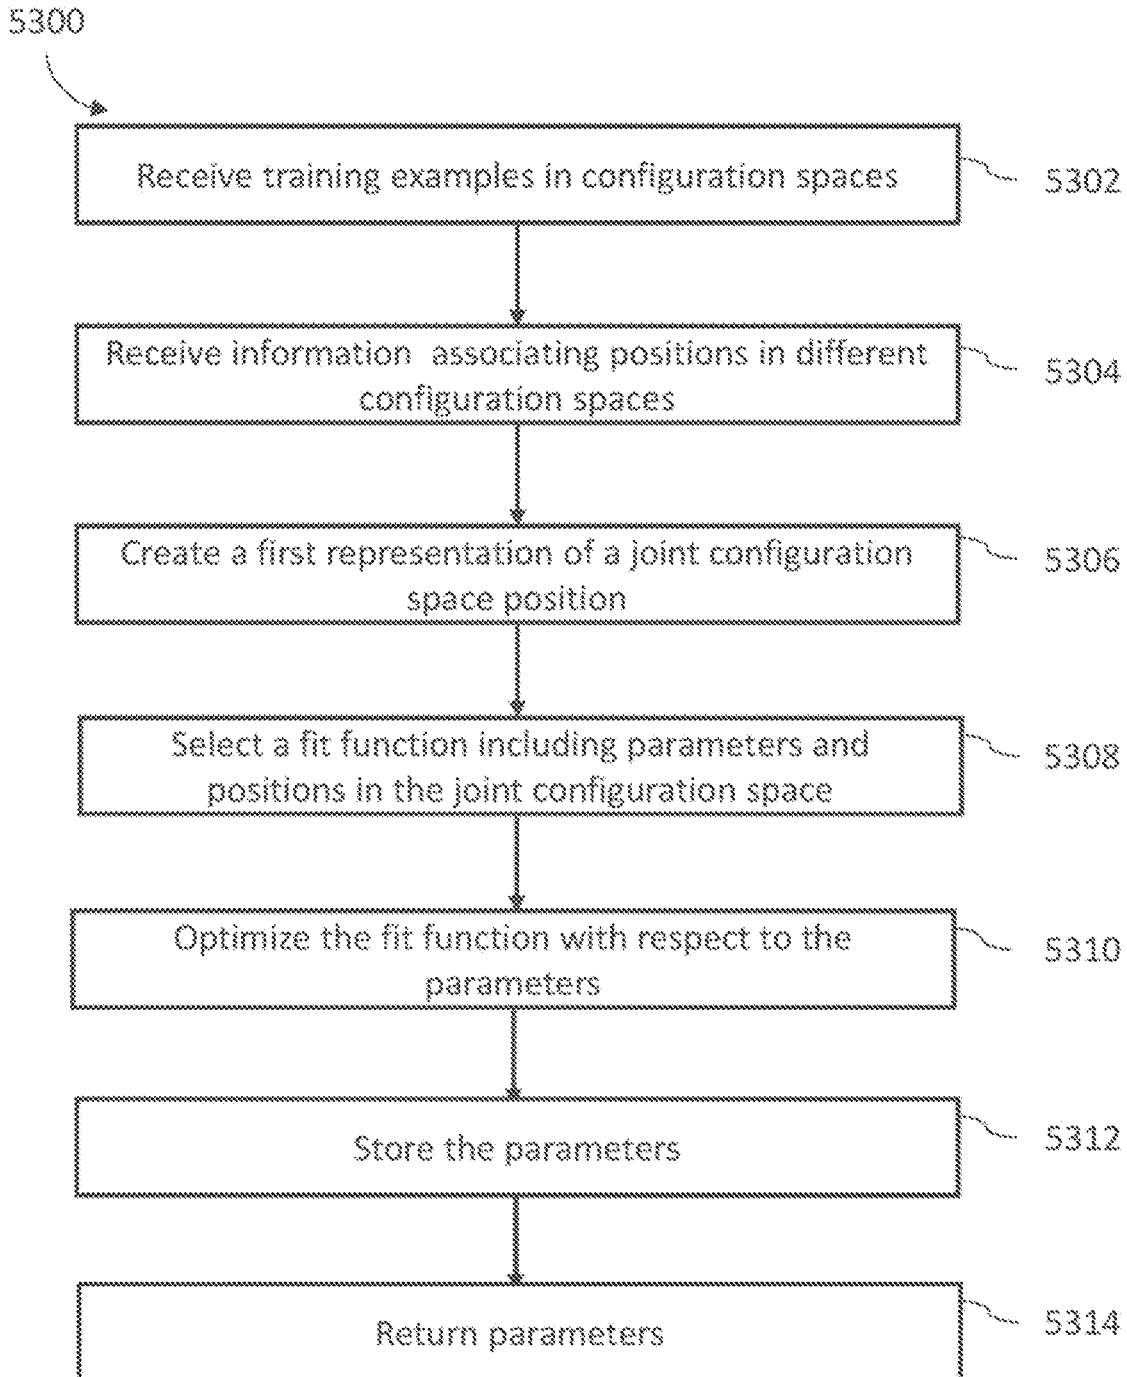 5300
Receive training examples in configuration spaces
5302
Receive information associating positions in different
configuration spaces
5304
Create a first representation of a joint configuration
space position
5306
Select a fit function including parameters and
positions in the joint configuration space
5308
Optimize the fit function with respect to the
parameters
5310
Store the parameters
5312
Return parameters
5314